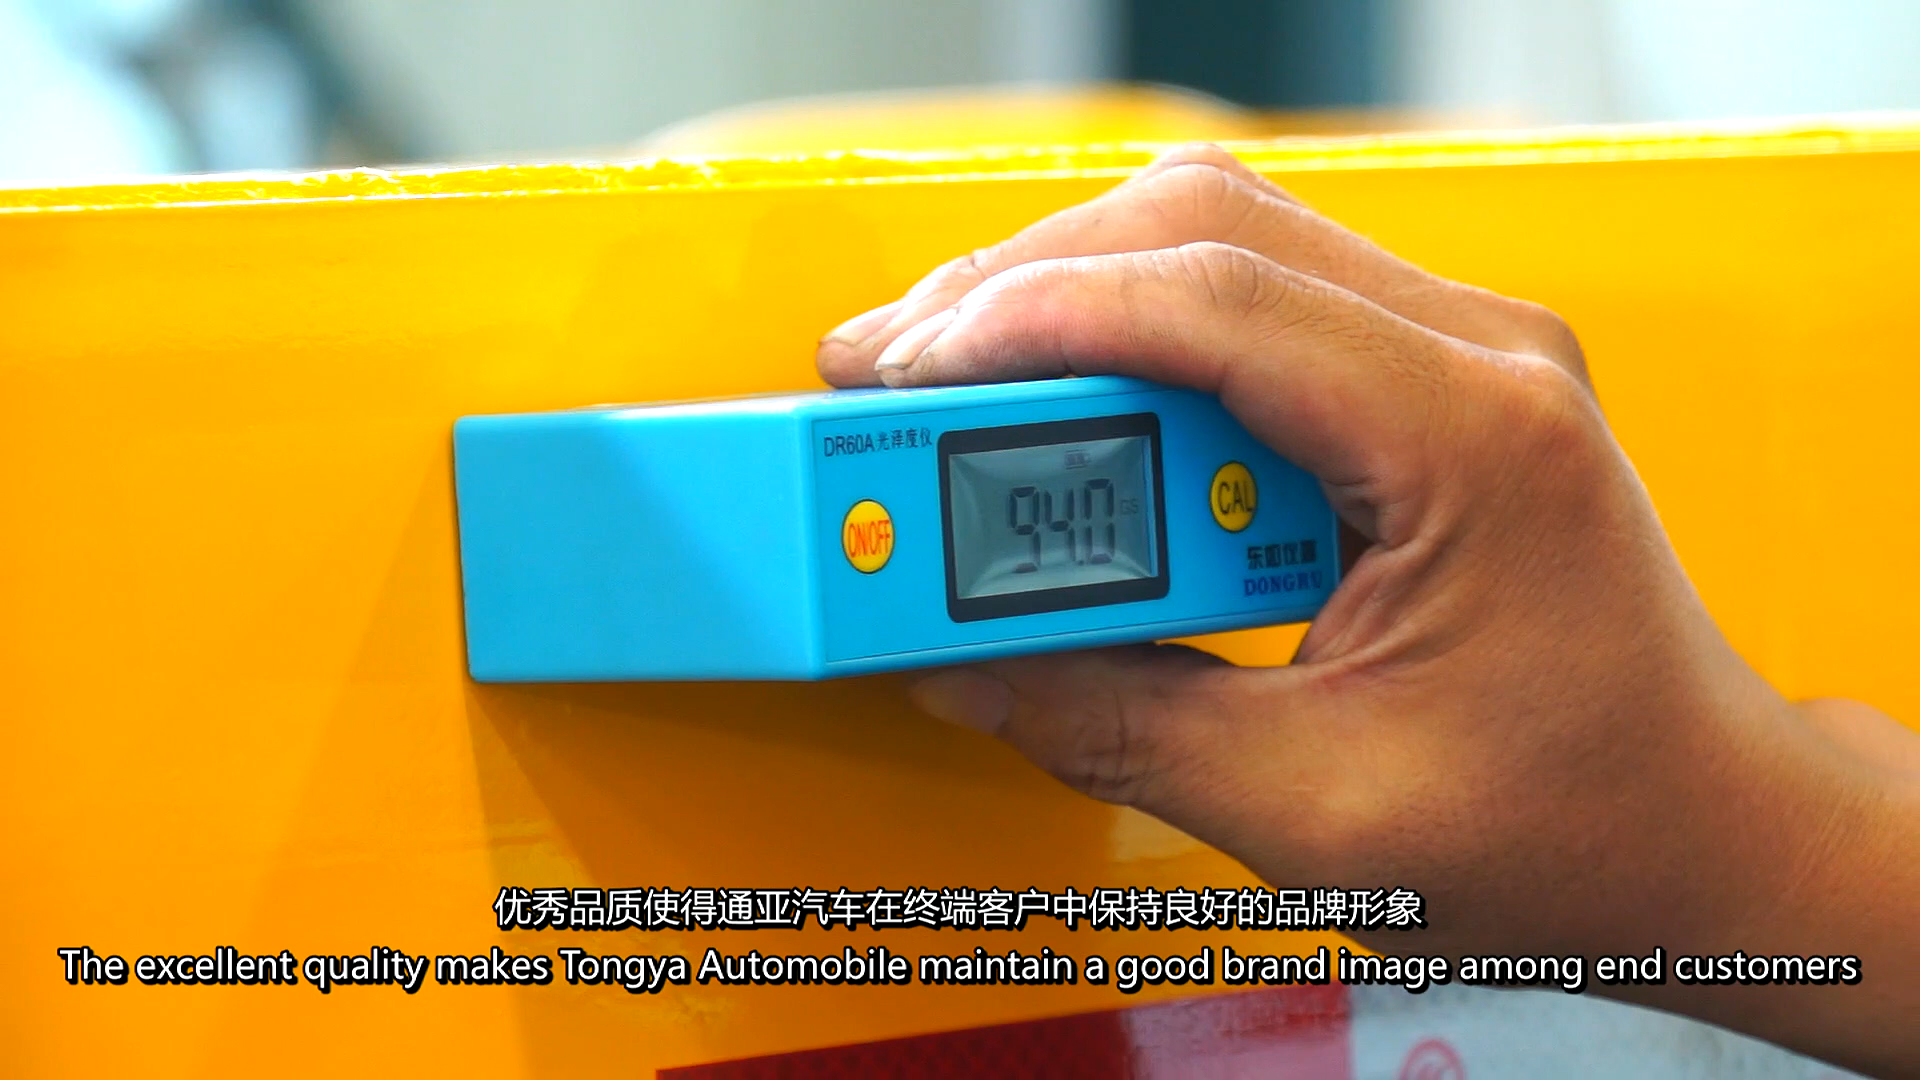 DR60A光泽度仪
ON/OFF
94.0 GS
CAL
东如仪器
DONGRU
优秀品质使得通亚汽车在终端客户中保持良好的品牌形象
The excellent quality makes Tongya Automobile maintain a good brand image among end customers